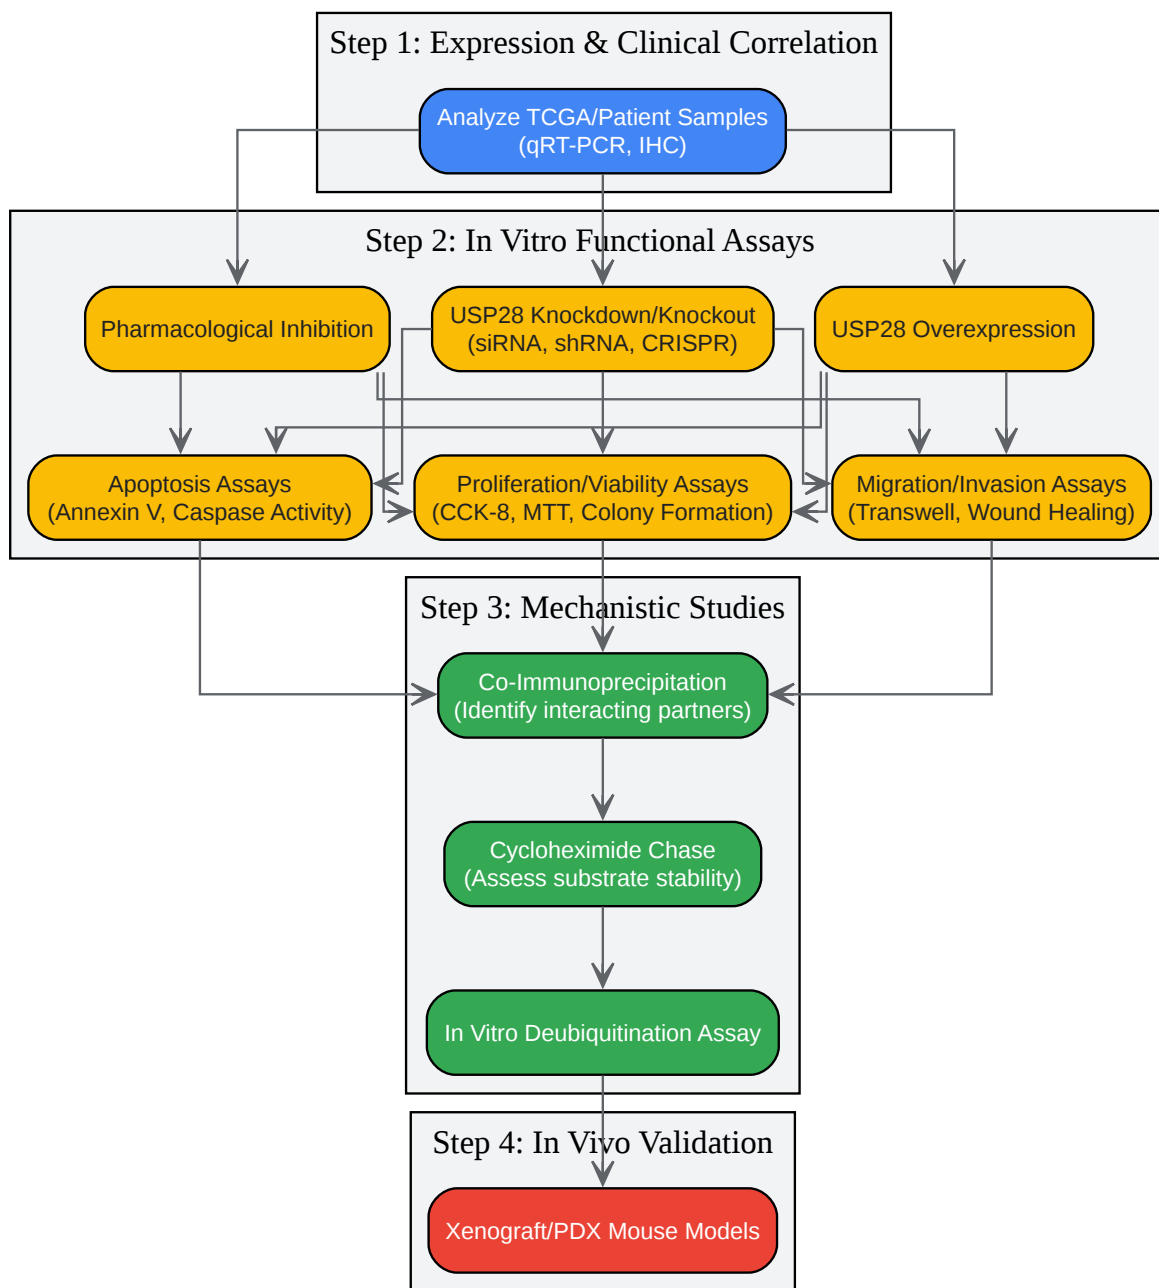 Step 1: Expression & Clinical Correlation
Analyze TCGA/Patient Samples
(qRT-PCR, IHC)
Step 2: In Vitro Functional Assays
Pharmacological Inhibition
USP28 Knockdown/Knockout
(siRNA, shRNA, CRISPR)
USP28 Overexpression
Apoptosis Assays
(Annexin V, Caspase Activity)
Proliferation/Viability Assays
(CCK-8, MTT, Colony Formation)
Migration/Invasion Assays
(Transwell, Wound Healing)
Step 3: Mechanistic Studies
Co-Immunoprecipitation
(Identify interacting partners)
Cycloheximide Chase
(Assess substrate stability)
In Vitro Deubiquitination Assay
Step 4: In Vivo Validation
Xenograft/PDX Mouse Models